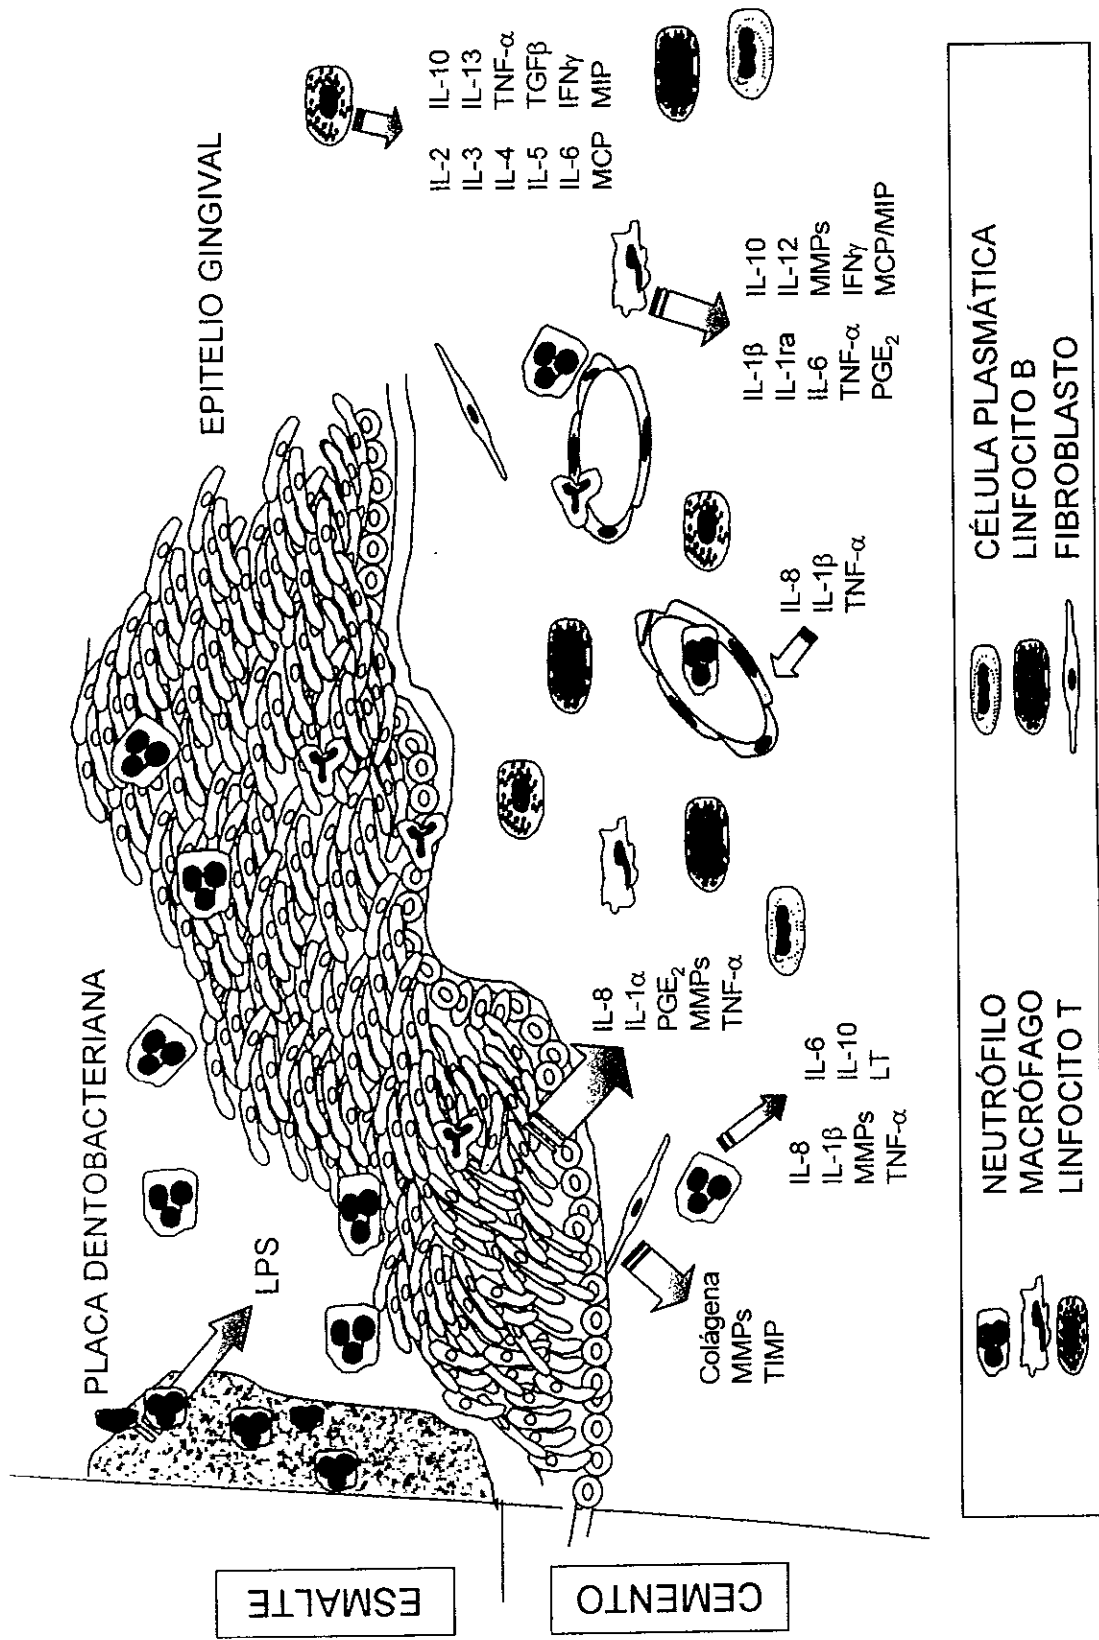 PLACA DENTOBACTERIANA
EPITELIO GINGIVAL
LPS
ESMALTE
CEMENTO
IL-2 IL-10
IL-3 IL-13
IL-4 TNF-α
IL-5 TGFβ
IL-6 IFNγ
MCP MIP
IL-1β IL-10
IL-1ra IL-12
IL-6 MMPs
TNF-α IFNγ
PGE₂ MCP/MIP
IL-8
IL-1β
TNF-α
IL-8
IL-1α
PGE₂
MMPs
TNF-α
IL-8 IL-6
IL-1β IL-10
MMPs LT
TNF-α
Colágena
MMPs
TIMP
NEUTRÓFILO
MACRÓFAGO
LINFOCITO T
CÉLULA PLASMÁTICA
LINFOCITO B
FIBROBLASTO